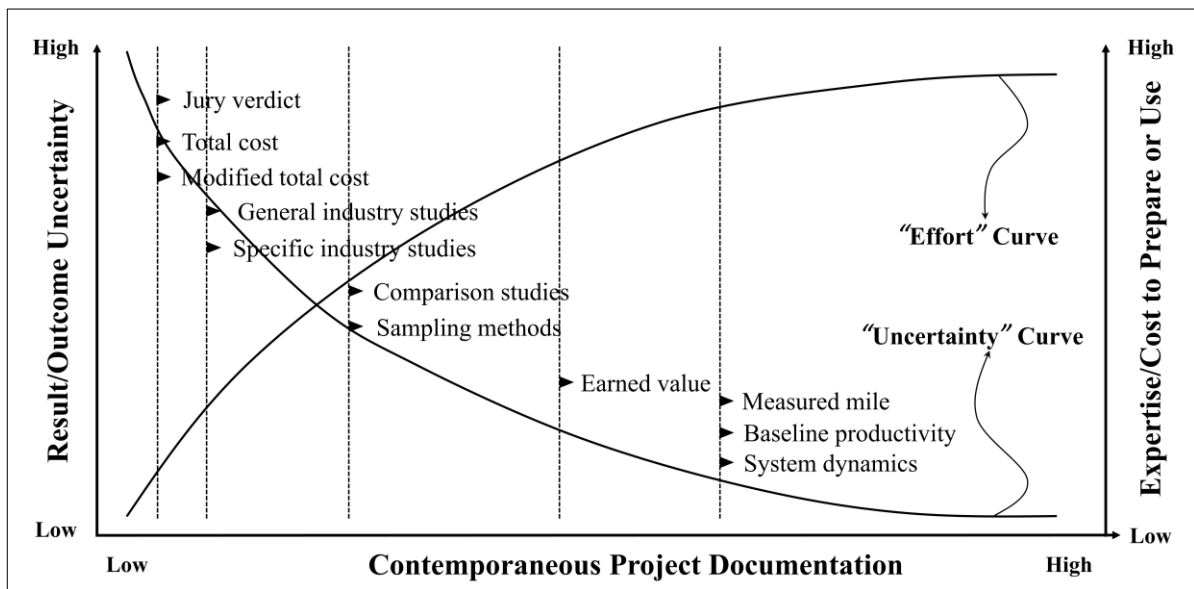 High
High
Result/Outcome Uncertainty
Expertise/Cost to Prepare or Use
Jury verdict
Total cost
Modified total cost
General industry studies
Specific industry studies
"Effort" Curve
Comparison studies
Sampling methods
"Uncertainty" Curve
Earned value
Measured mile
Baseline productivity
System dynamics
Low
Low
Low
Contemporaneous Project Documentation
High